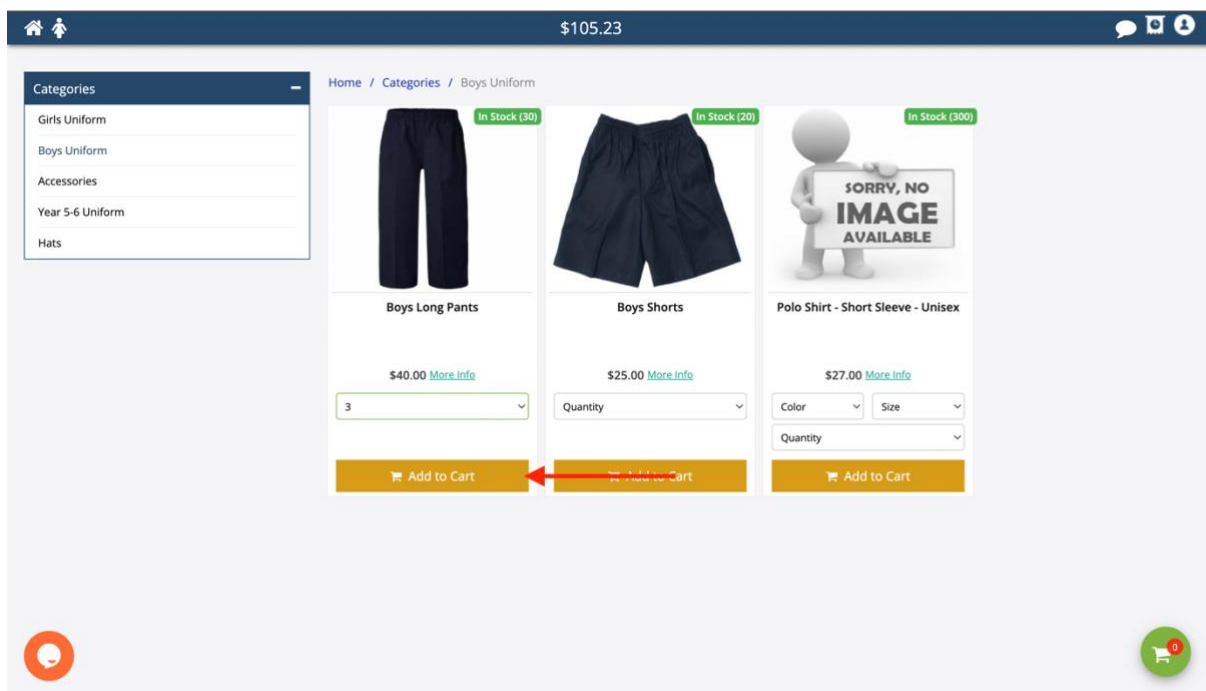 $105.23
Categories
Girls Uniform
Boys Uniform
Accessories
Year 5-6 Uniform
Hats
Home / Categories / Boys Uniform
In Stock (30)
Boys Long Pants
$40.00 More Info
3
Add to Cart
In Stock (20)
Boys Shorts
$25.00 More Info
Quantity
Add to Cart
In Stock (300)
SORRY, NO
IMAGE
AVAILABLE
Polo Shirt - Short Sleeve - Unisex
$27.00 More Info
Color Size
Quantity
Add to Cart
0